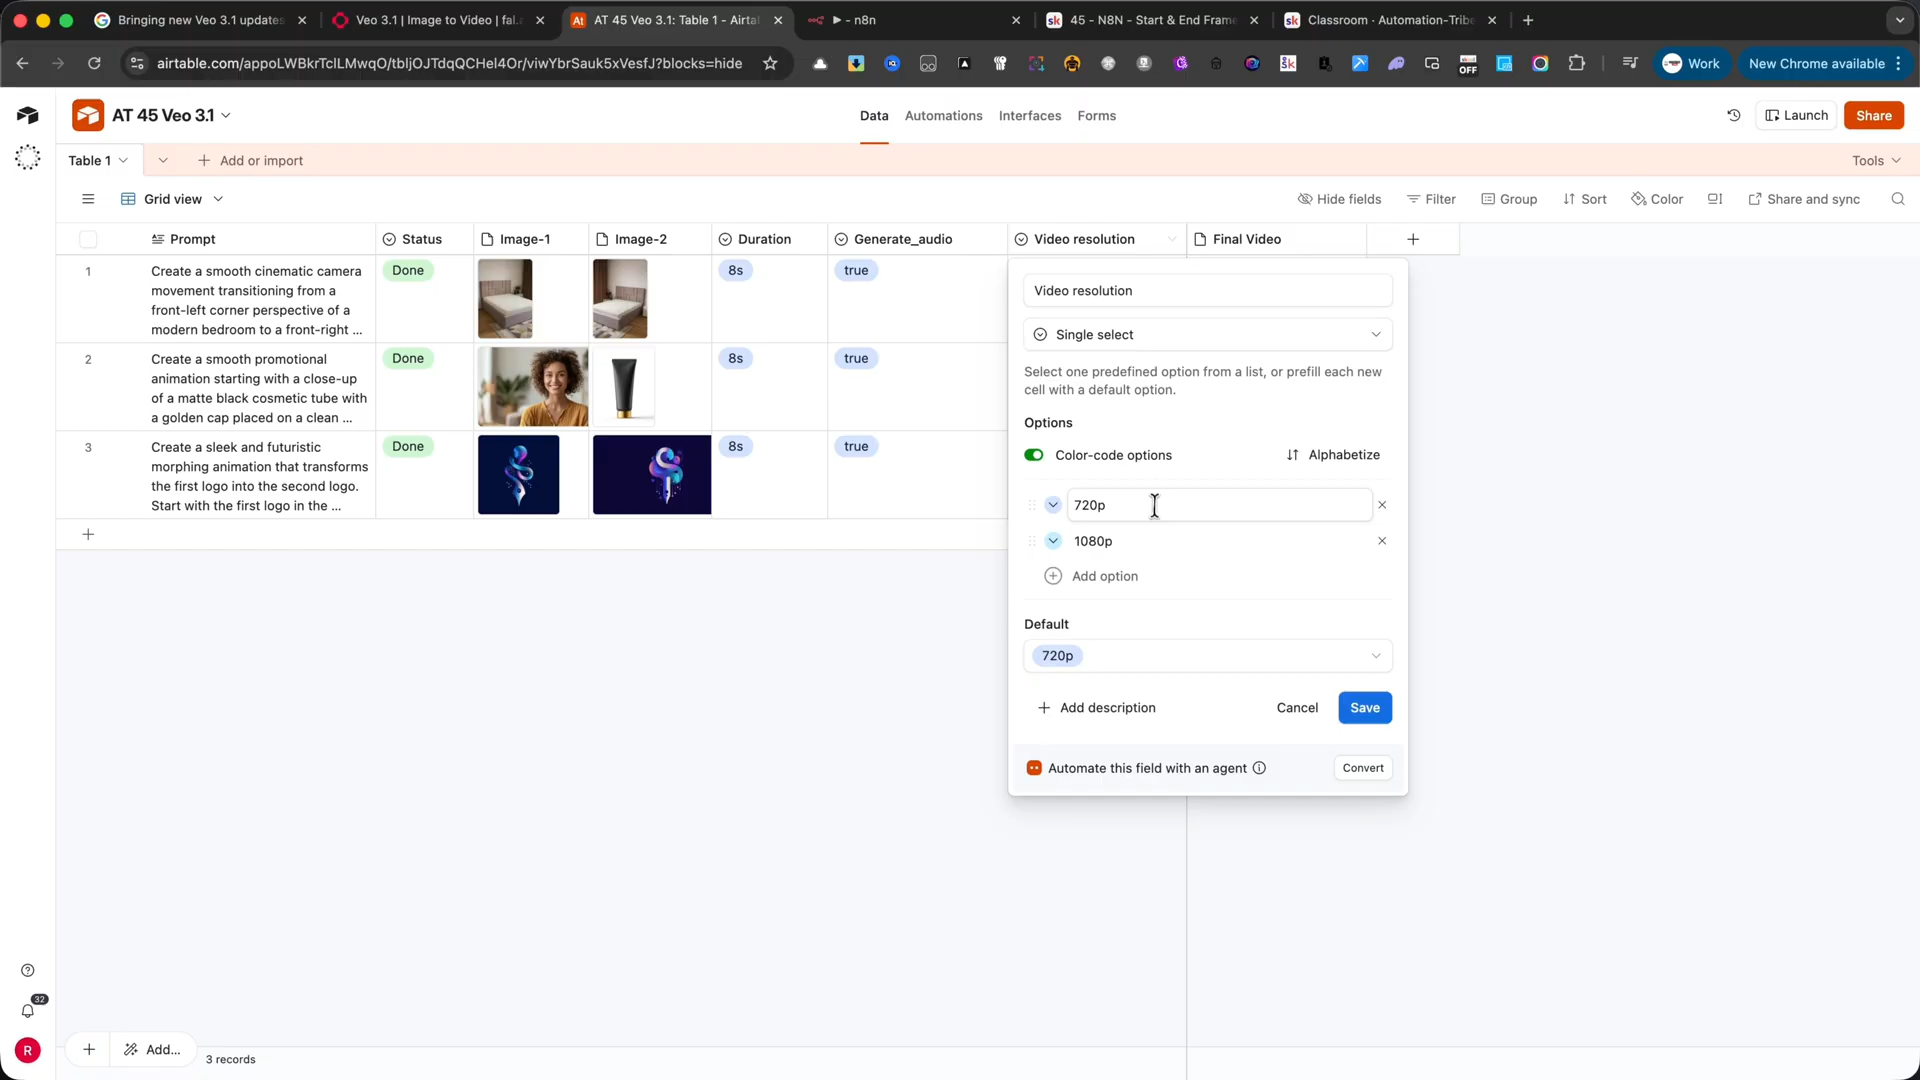 Bringing new Veo 3.1 updates
Veo 3.1 | Image to Video | fal.
AT 45 Veo 3.1: Table 1 - Airta
- n8n
45 - N8N - Start & End Frame
Classroom · Automation-Tribe
airtable.com/appoLWBkrTclLMwqO/tbljOJTdqQCHel4Or/viwYbrSauk5xVesfJ?blocks=hide
OFF
Work
New Chrome available
AT 45 Veo 3.1
Data
Automations
Interfaces
Forms
Launch
Share
Table 1
Add or import
Tools
Grid view
Hide fields
Filter
Group
Sort
Color
Share and sync
Prompt
Status
Image-1
Image-2
Duration
Generate_audio
Video resolution
Final Video
1
Create a smooth cinematic camera
movement transitioning from a
front-left corner perspective of a
modern bedroom to a front-right ...
Done
8s
true
2
Create a smooth promotional
animation starting with a close-up
of a matte black cosmetic tube with
a golden cap placed on a clean ...
Done
8s
true
3
Create a sleek and futuristic
morphing animation that transforms
the first logo into the second logo.
Start with the first logo in the ...
Done
8s
true
Video resolution
Single select
Select one predefined option from a list, or prefill each new
cell with a default option.
Options
Color-code options
Alphabetize
720p
1080p
Add option
Default
720p
Add description
Cancel
Save
Automate this field with an agent
Convert
32
R
Add...
3 records